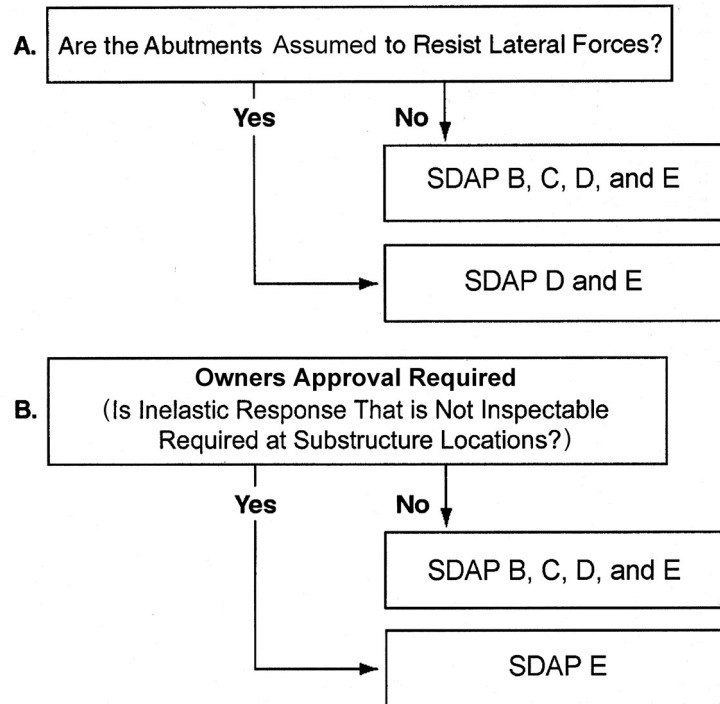 A. Are the Abutments Assumed to Resist Lateral Forces?
Yes
No
SDAP B, C, D, and E
SDAP D and E
Owners Approval Required
B. (Is Inelastic Response That is Not Inspectable
Required at Substructure Locations?)
Yes
No
SDAP B, C, D, and E
SDAP E